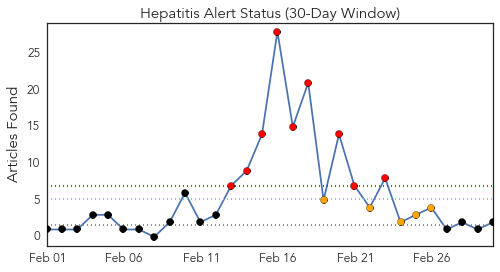 Hepatitis Alert Status (30-Day Window)
Articles Found
25
20
15
10
5
0
Feb 01
Feb 06
Feb 11
Feb 16
Feb 21
Feb 26